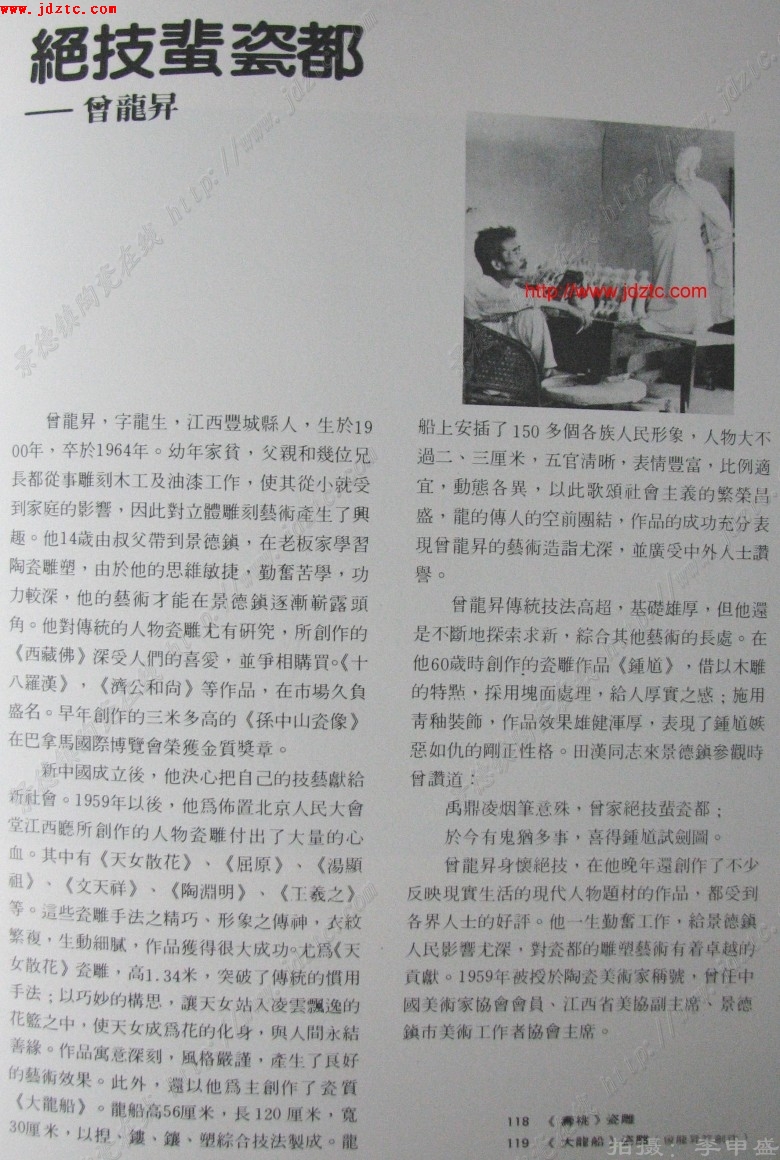 www.jdztc.com
絕技蜚瓷都
——曾龍昇
http://www.jdztc.com
曾龍昇，字龍生，江西豐城縣人，生於19
00年，卒於1964年。幼年家貧，父親和幾位兄
長都從事雕刻木工及油漆工作，使其從小就受
到家庭的影響，因此對立體雕刻藝術產生了興
趣。他14歲由叔父帶到景德鎮，在老板家學習
陶瓷雕塑，由於他的思維敏捷，勤奮苦學，功
力較深，他的藝術才能在景德鎮逐漸嶄露頭
角。他對傳統的人物瓷雕尤有研究，所創作的
《西藏佛》深受人們的喜愛，並爭相購買。《十
八羅漢》，《濟公和尚》等作品，在市場久負
盛名。早年創作的三米多高的《孫中山瓷像》
在巴拿馬國際博覽會榮獲金質獎章。
新中國成立後，他決心把自己的技藝獻給
新社會。1959年以後，他爲佈置北京人民大會
堂江西廳所創作的人物瓷雕付出了大量的心
血。其中有《天女散花》、《屈原》、《湯顯
祖》、《文天祥》、《陶淵明》、《王羲之》
等。這些瓷雕手法之精巧、形象之傳神，衣紋
繁複，生動細膩，作品獲得很大成功。尤爲《天
女散花》瓷雕，高1.34米，突破了傳統的慣用
手法；以巧妙的構思，讓天女站入凌雲飄逸的
花籃之中，使天女成爲花的化身，與人間永結
善緣。作品寓意深刻，風格嚴謹，產生了良好
的藝術效果。此外，還以他爲主創作了瓷質
《大龍船》。龍船高56厘米，長120厘米，寬
30厘米，以捏、鏤、鑲、塑綜合技法製成。龍
船上安插了150多個各族人民形象，人物大不
過二、三厘米，五官清晰，表情豐富，比例適
宜，動態各異，以此歌頌社會主義的繁榮昌
盛，龍的傳人的空前團結，作品的成功充分表
現曾龍昇的藝術造詣尤深，並廣受中外人士讚
譽。
曾龍昇傳統技法高超，基礎雄厚，但他還
是不斷地探索求新，綜合其他藝術的長處。在
他60歲時創作的瓷雕作品《鍾馗》，借以木雕
的特點，採用塊面處理，給人厚實之感；施用
青釉裝飾，作品效果雄健渾厚，表現了鍾馗嫉
惡如仇的剛正性格。田漢同志來景德鎮參觀時
曾讚道：
禹鼎凌烟筆意殊，曾家絕技蜚瓷都；
於今有鬼猶多事，喜得鍾馗試劍圖。
曾龍昇身懷絕技，在他晚年還創作了不少
反映現實生活的現代人物題材的作品，都受到
各界人士的好評。他一生勤奮工作，給景德鎮
人民影響尤深，對瓷都的雕塑藝術有着卓越的
貢獻。1959年被授於陶瓷美術家稱號，曾任中
國美術家協會會員、江西省美協副主席、景德
鎮市美術工作者協會主席。
118 《壽桃》瓷雕
119 《大龍船》瓷雕
拍攝：李申盛
景德镇陶瓷在线 http://www.jdztc.com